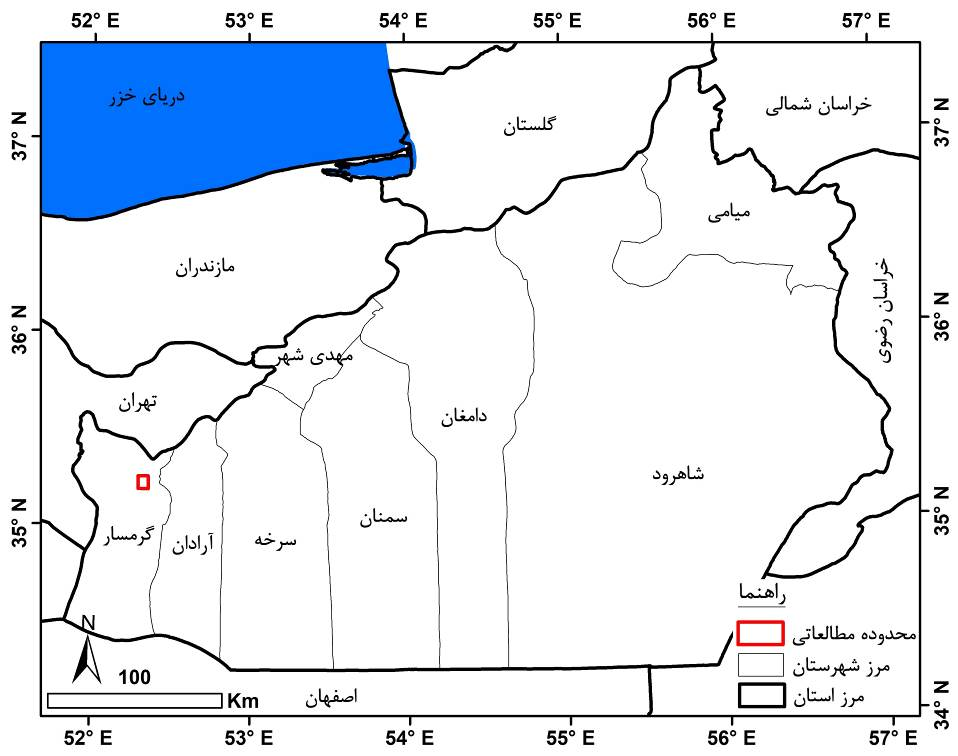 52° E 53° E 54° E 55° E 56° E 57° E
37° N
37° N
36° N
36° N
35° N
35° N
34° N
دریای خزر
گلستان
خراسان شمالی
میامی
مازندران
خراسان رضوی
مهدی شهر
تهران
دامغان
شاهرود
سمنان
گرمسار
آرادان
سرخه
راهنما
محدوده مطالعاتی
مرز شهرستان
مرز استان
N
100
Km
اصفهان
52° E 53° E 54° E 55° E 56° E 57° E